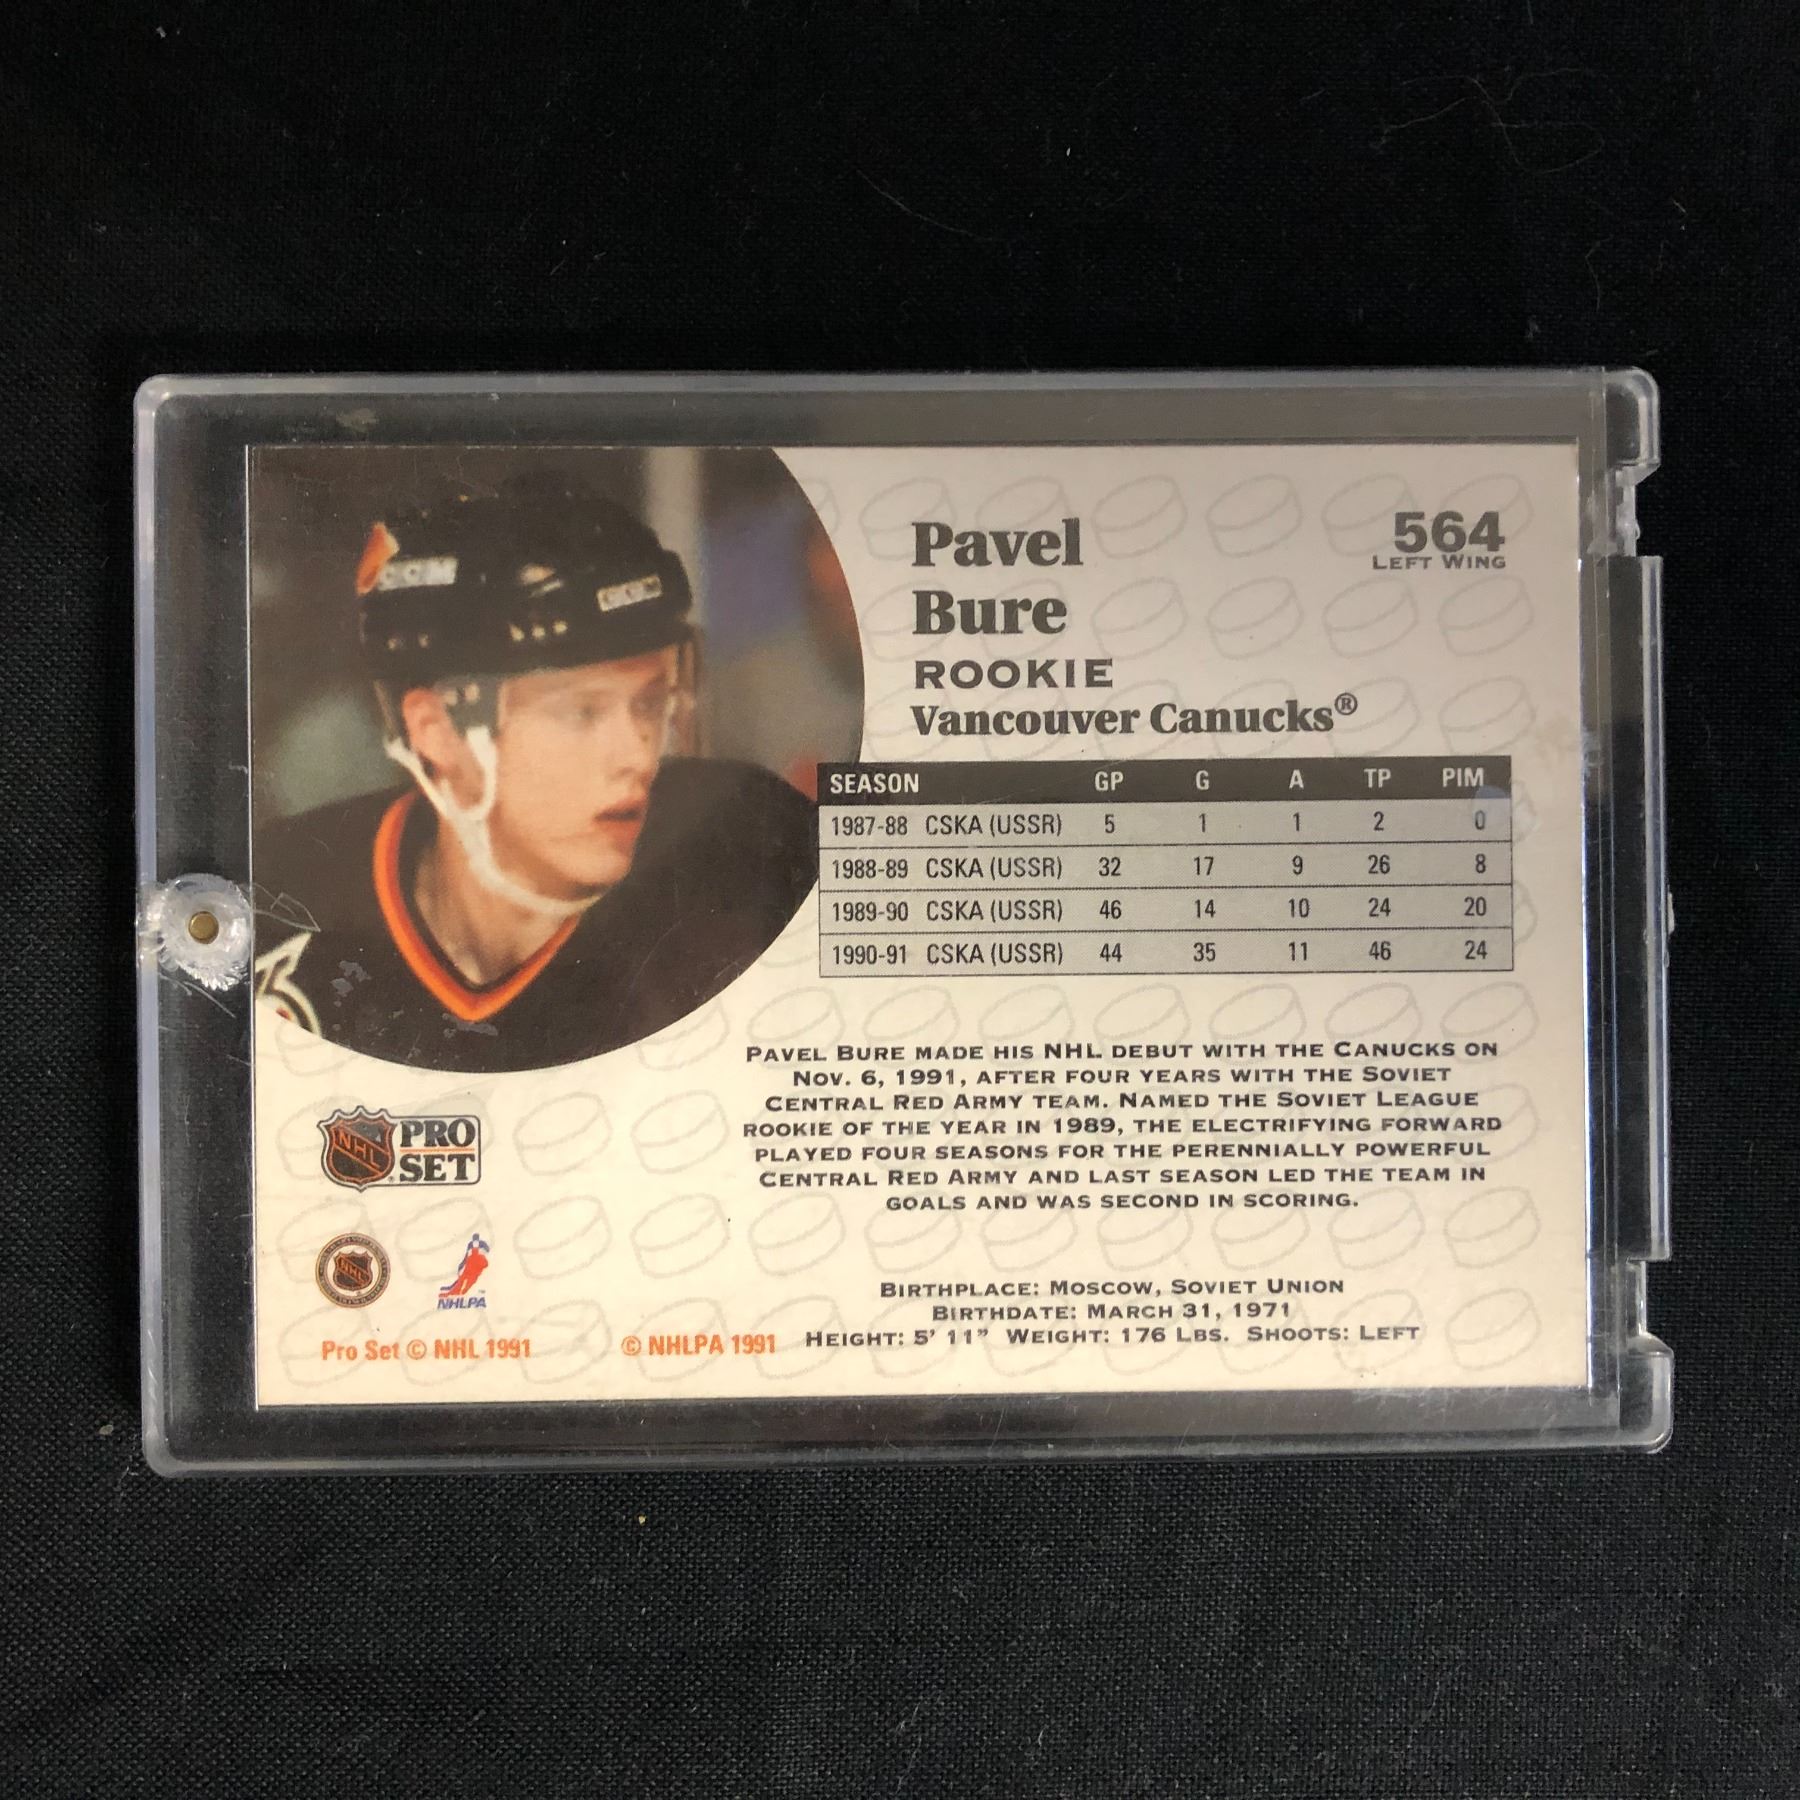 CCM
CCM
Pavel
Bure
ROOKIE
Vancouver Canucks®
564
LEFT WING
SEASON GP G A TP PIM
1987-88 CSKA (USSR) 5 1 1 2 0
1988-89 CSKA (USSR) 32 17 9 26 8
1989-90 CSKA (USSR) 46 14 10 24 20
1990-91 CSKA (USSR) 44 35 11 46 24
PAVEL BURE MADE HIS NHL DEBUT WITH THE CANUCKS ON
NOV. 6, 1991, AFTER FOUR YEARS WITH THE SOVIET
CENTRAL RED ARMY TEAM. NAMED THE SOVIET LEAGUE
ROOKIE OF THE YEAR IN 1989, THE ELECTRIFYING FORWARD
PLAYED FOUR SEASONS FOR THE PERENNIALLY POWERFUL
CENTRAL RED ARMY AND LAST SEASON LED THE TEAM IN
GOALS AND WAS SECOND IN SCORING.
BIRTHPLACE: MOSCOW, SOVIET UNION
BIRTHDATE: MARCH 31, 1971
HEIGHT: 5' 11" WEIGHT: 176 LBS. SHOOTS: LEFT
NHL PRO
SET
NHL
NHLPA
Pro Set © NHL 1991
© NHLPA 1991